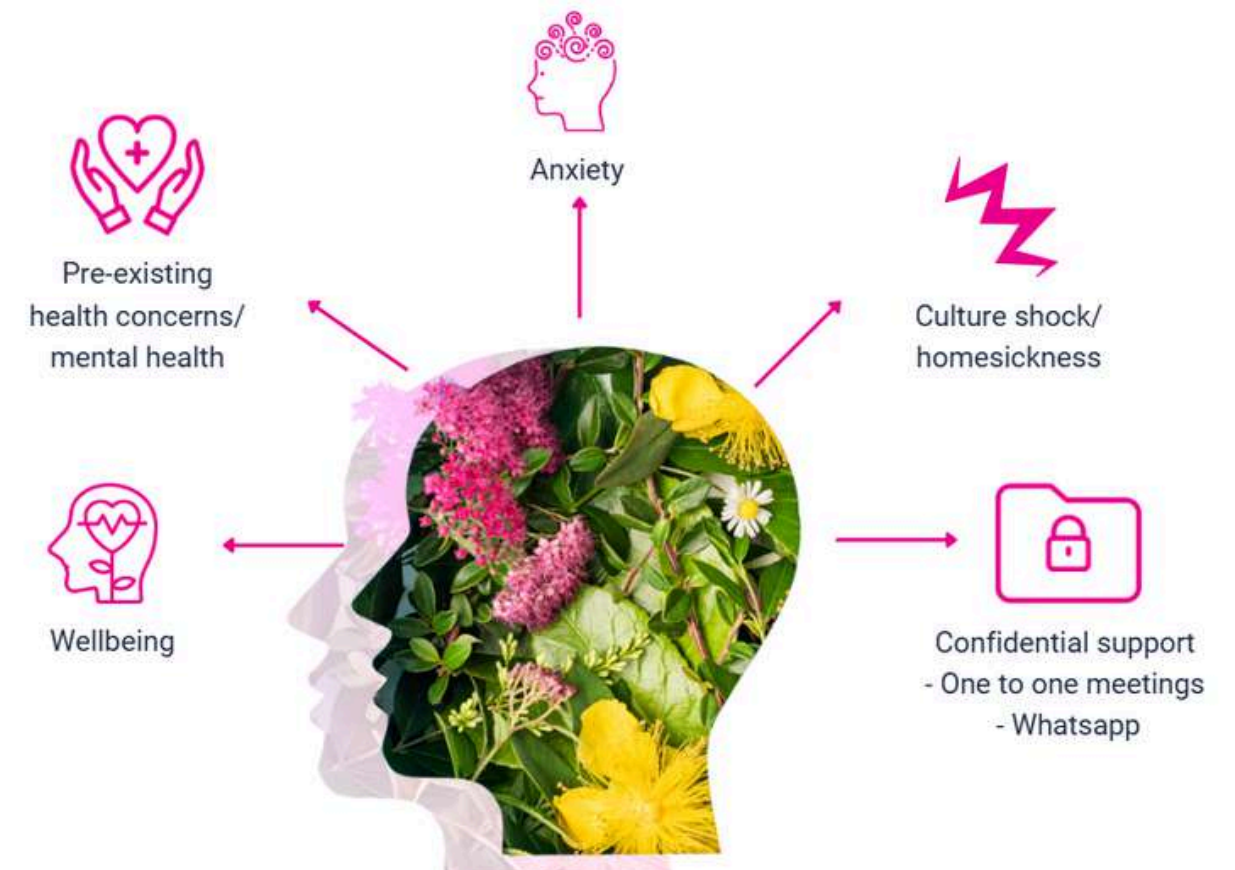 Anxiety
Pre-existing
health concerns/
mental health
Culture shock/
homesickness
Wellbeing
Confidential support
- One to one meetings
- Whatsapp